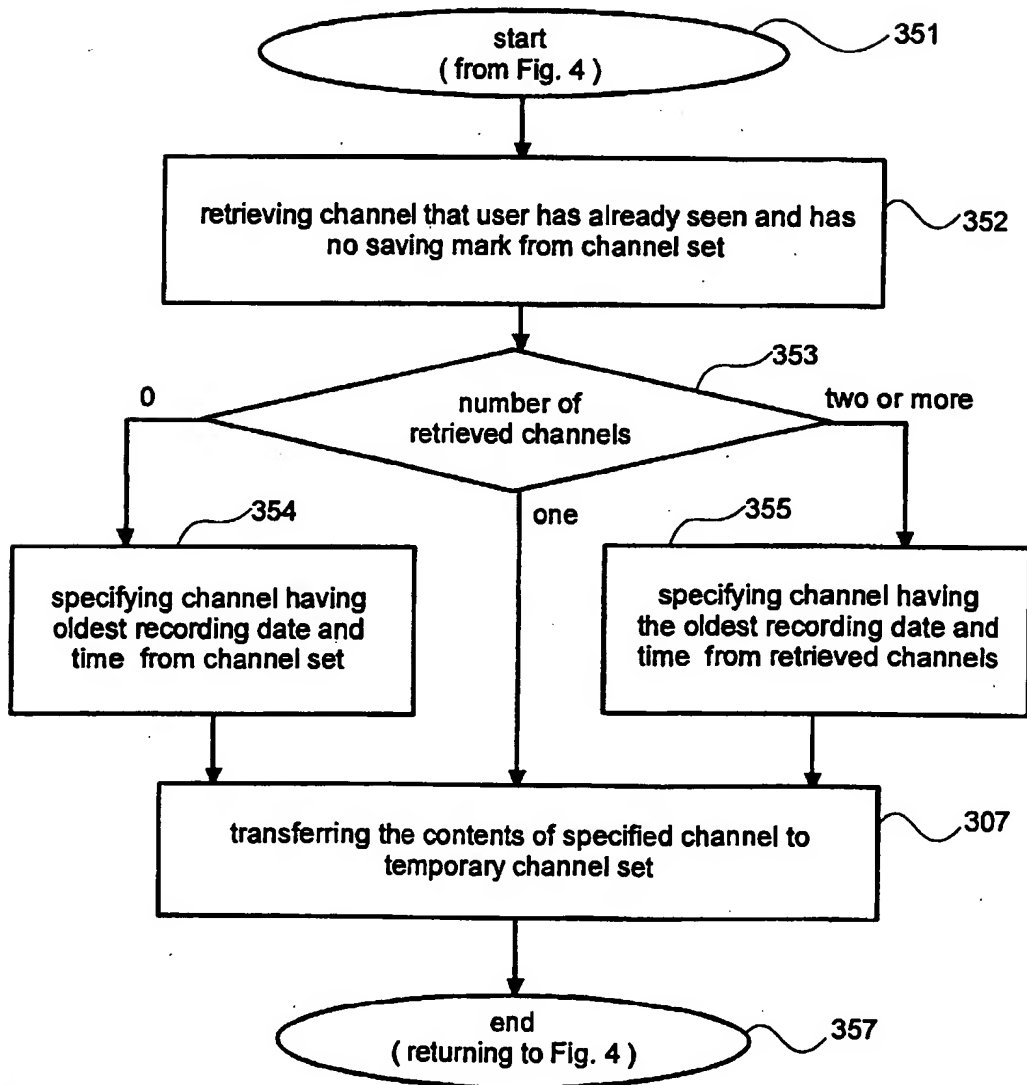 start
( from Fig. 4 )
351
retrieving channel that user has already seen and has
no saving mark from channel set
352
353
0
number of
retrieved channels
two or more
354
one
355
specifying channel having
oldest recording date and
time from channel set
specifying channel having
the oldest recording date and
time from retrieved channels
transferring the contents of specified channel to
temporary channel set
307
end
( returning to Fig. 4 )
357